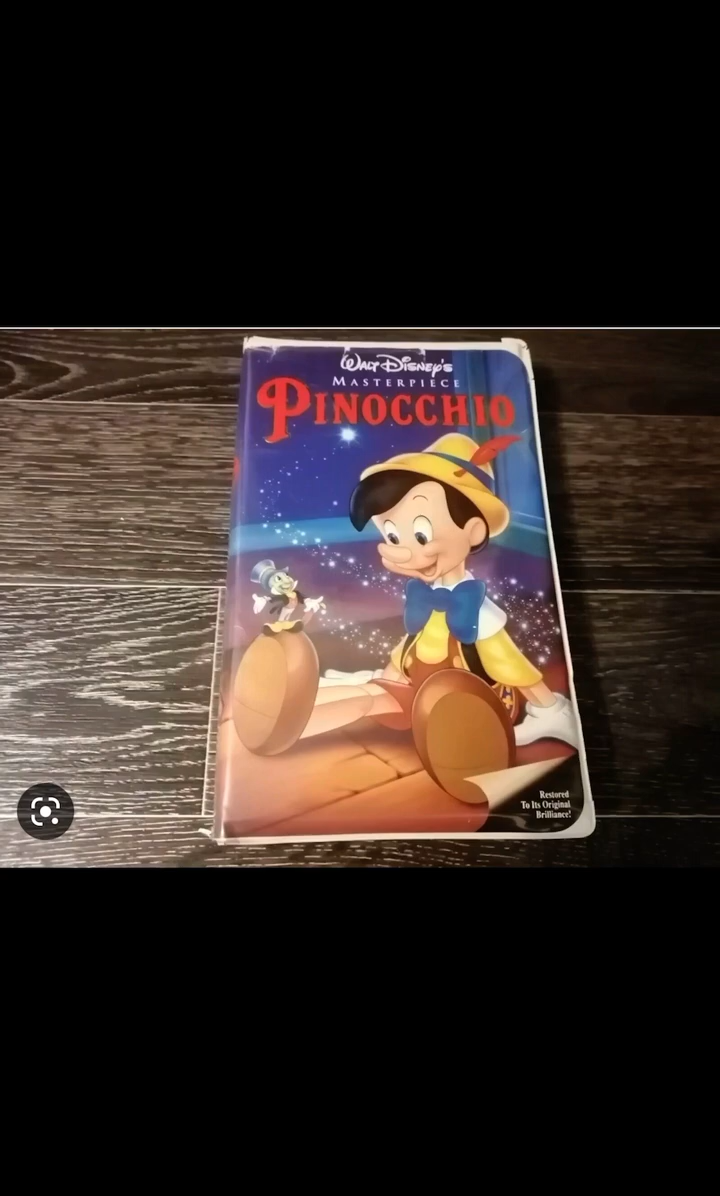 Walt Disney's
MASTERPIECE
PINOCCHIO
Restored
To Its Original
Brilliance!